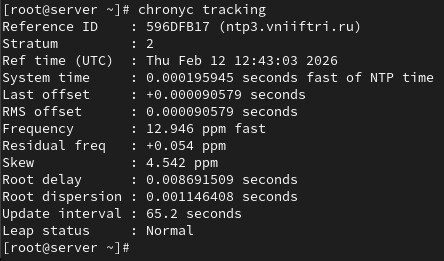 [root@server ~]# chronyc tracking
Reference ID    : 596DFB17 (ntp3.vniiftri.ru)
Stratum         : 2
Ref time (UTC)  : Thu Feb 12 12:43:03 2026
System time     : 0.000195945 seconds fast of NTP time
Last offset     : +0.000090579 seconds
RMS offset      : 0.000090579 seconds
Frequency       : 12.946 ppm fast
Residual freq   : +0.054 ppm
Skew            : 4.542 ppm
Root delay      : 0.008691509 seconds
Root dispersion : 0.001146408 seconds
Update interval : 65.2 seconds
Leap status     : Normal
[root@server ~]#